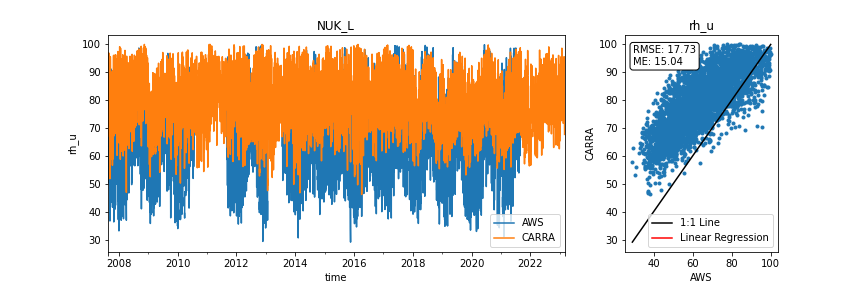 NUK_L
rh_u
100
90
80
70
60
50
40
30
2008
2010
2012
2014
2016
2018
2020
2022
time
AWS
CARRA
rh_u
CARRA
100
90
80
70
60
50
40
30
40
60
80
100
AWS
RMSE: 17.73
ME: 15.04
1:1 Line
Linear Regression